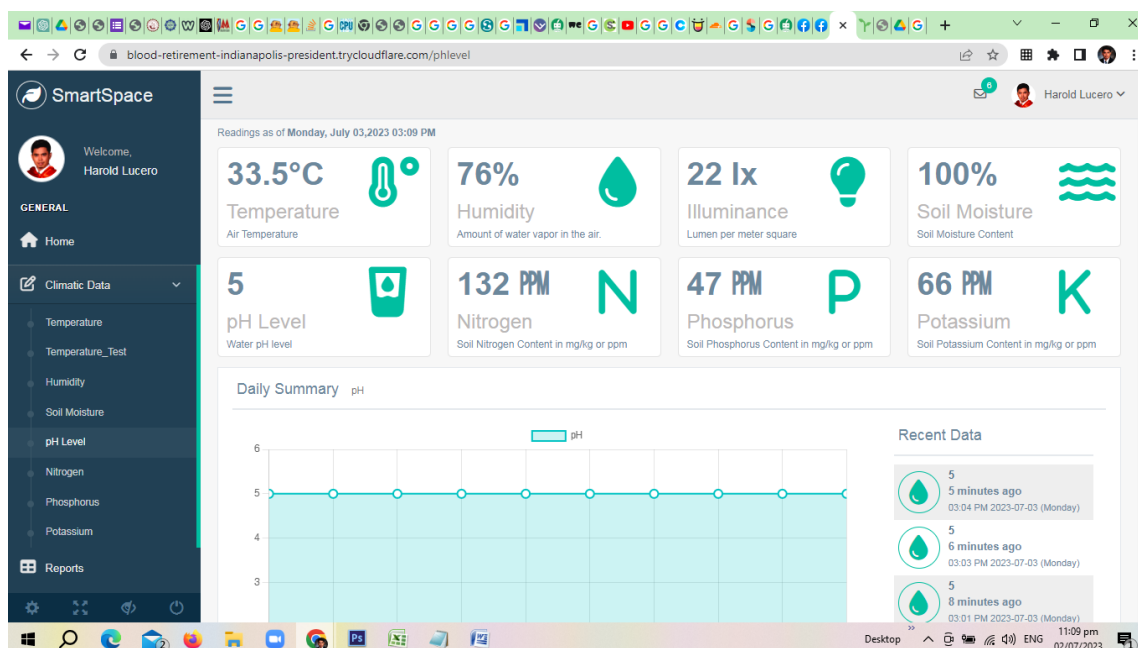 blood-retirement-indianapolis-president.trycloudflare.com/phlevel
SmartSpace
6
Harold Lucero
Welcome,
Harold Lucero
GENERAL
Home
Climatic Data
Temperature
Temperature_Test
Humidity
Soil Moisture
pH Level
Nitrogen
Phosphorus
Potassium
Reports
Readings as of Monday, July 03,2023 03:09 PM
33.5°C
Temperature
Air Temperature
76%
Humidity
Amount of water vapor in the air.
22 lx
Illuminance
Lumen per meter square
100%
Soil Moisture
Soil Moisture Content
5
pH Level
Water pH level
132 PPM
N
Nitrogen
Soil Nitrogen Content in mg/kg or ppm
47 PPM
P
Phosphorus
Soil Phosphorus Content in mg/kg or ppm
66 PPM
K
Potassium
Soil Potassium Content in mg/kg or ppm
Daily Summary pH
pH
6
5
4
3
Recent Data
5
5 minutes ago
03:04 PM 2023-07-03 (Monday)
5
6 minutes ago
03:03 PM 2023-07-03 (Monday)
5
8 minutes ago
03:01 PM 2023-07-03 (Monday)
Desktop
ENG
11:09 pm
02/07/2023